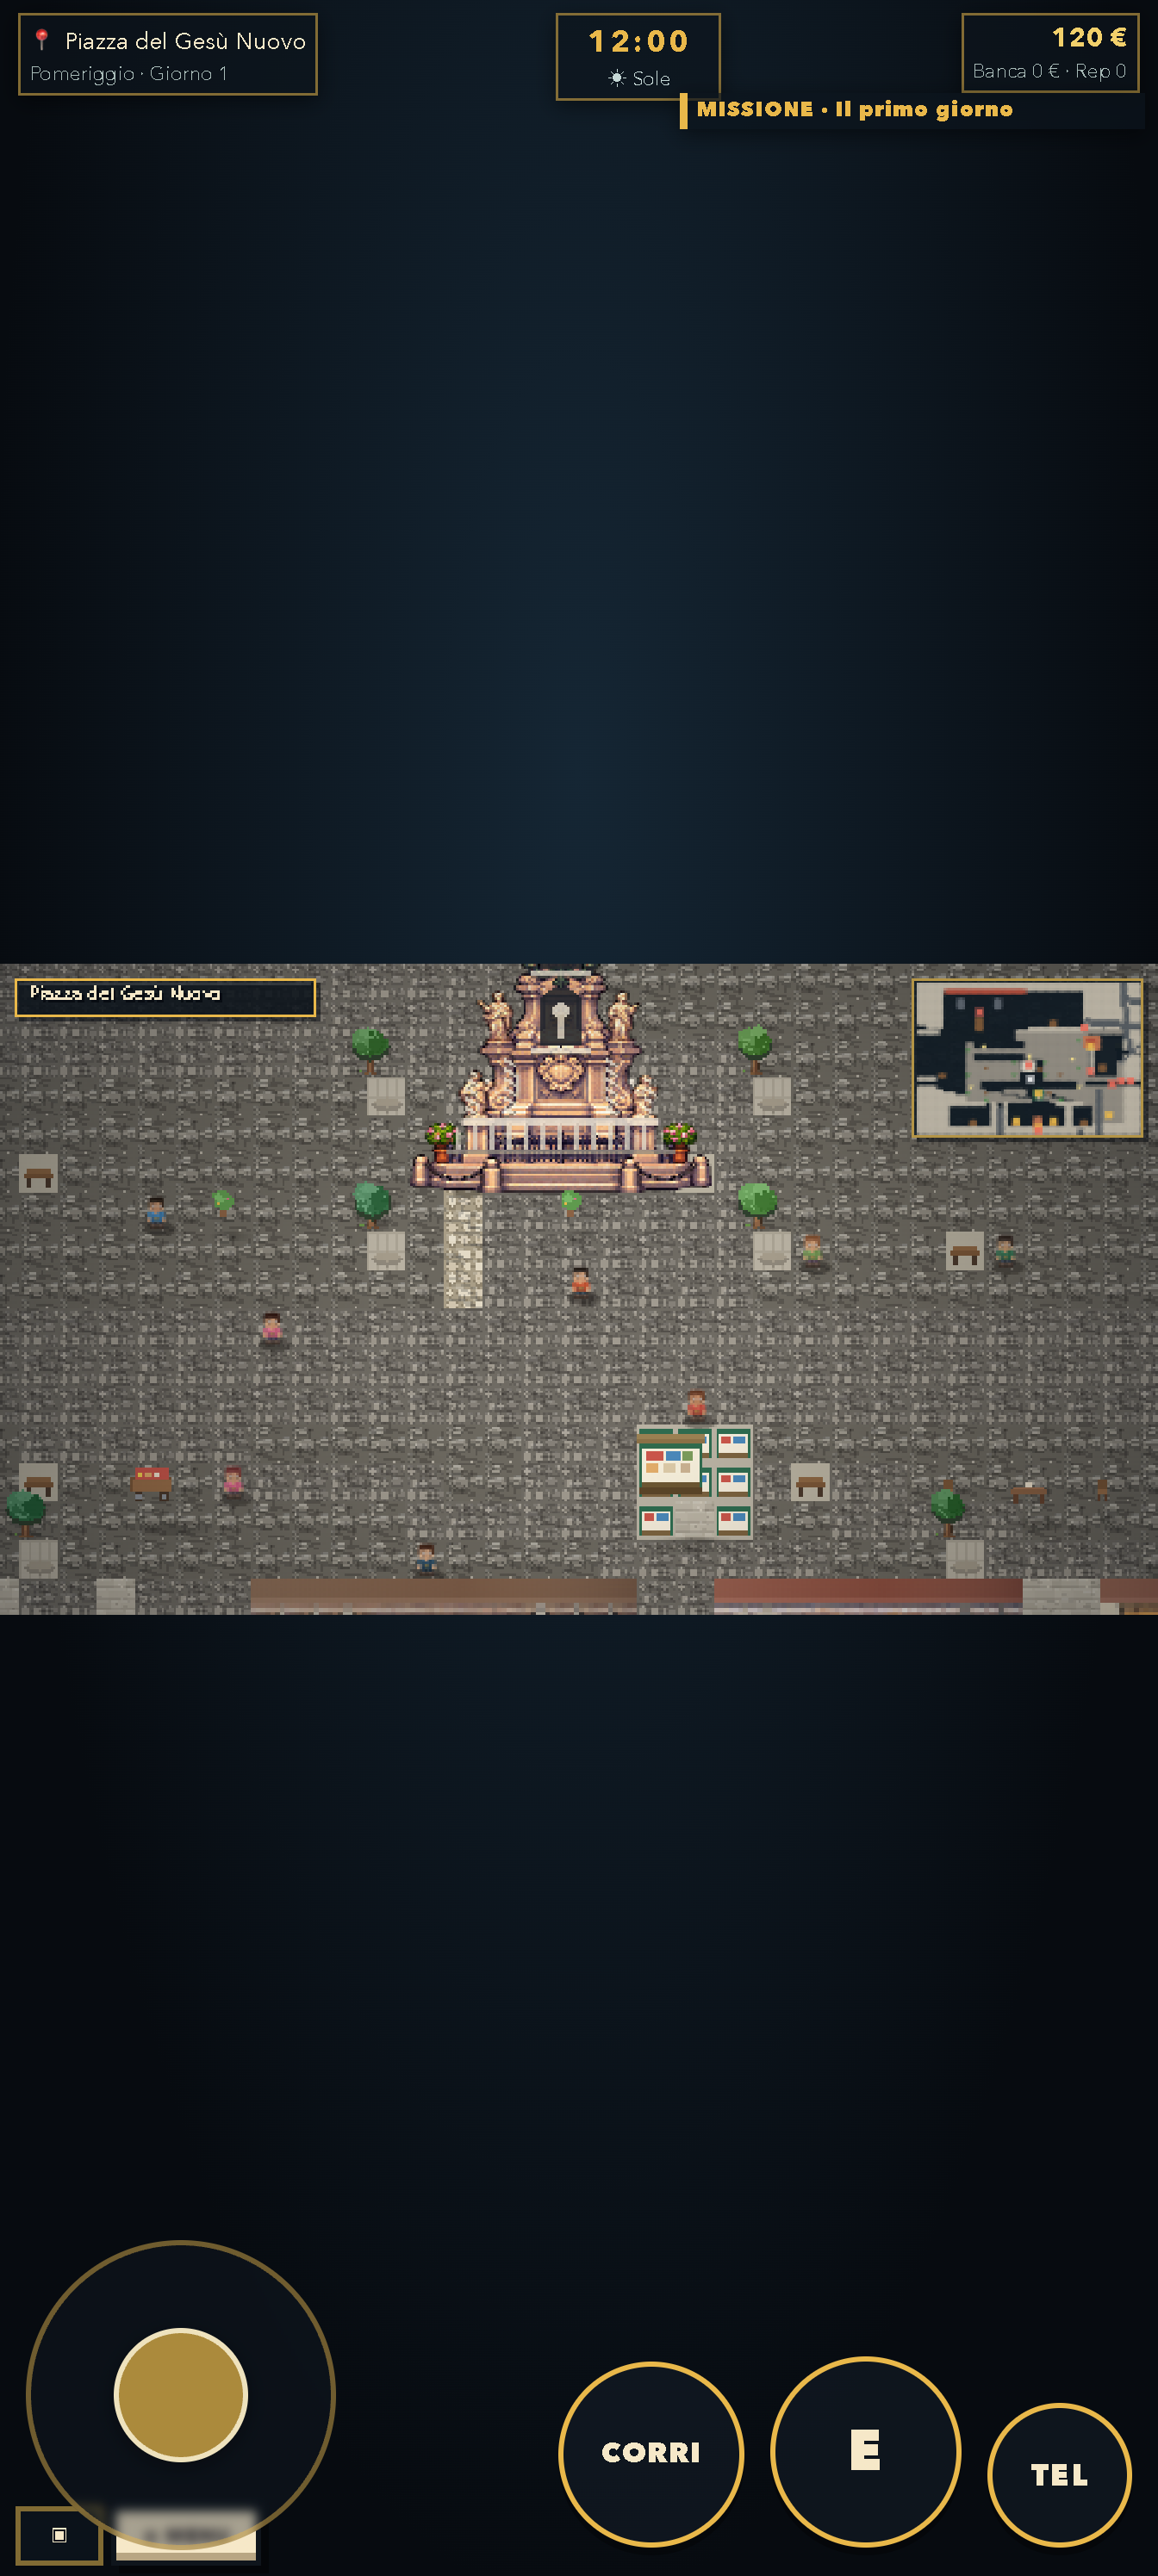 Piazza del Gesù Nuovo
Pomeriggio · Giorno 1
12:00
☀ Sole
120 €
Banca 0 € · Rep 0
MISSIONE · Il primo giorno
Piazza del Gesù Nuovo
CORRI
E
TEL